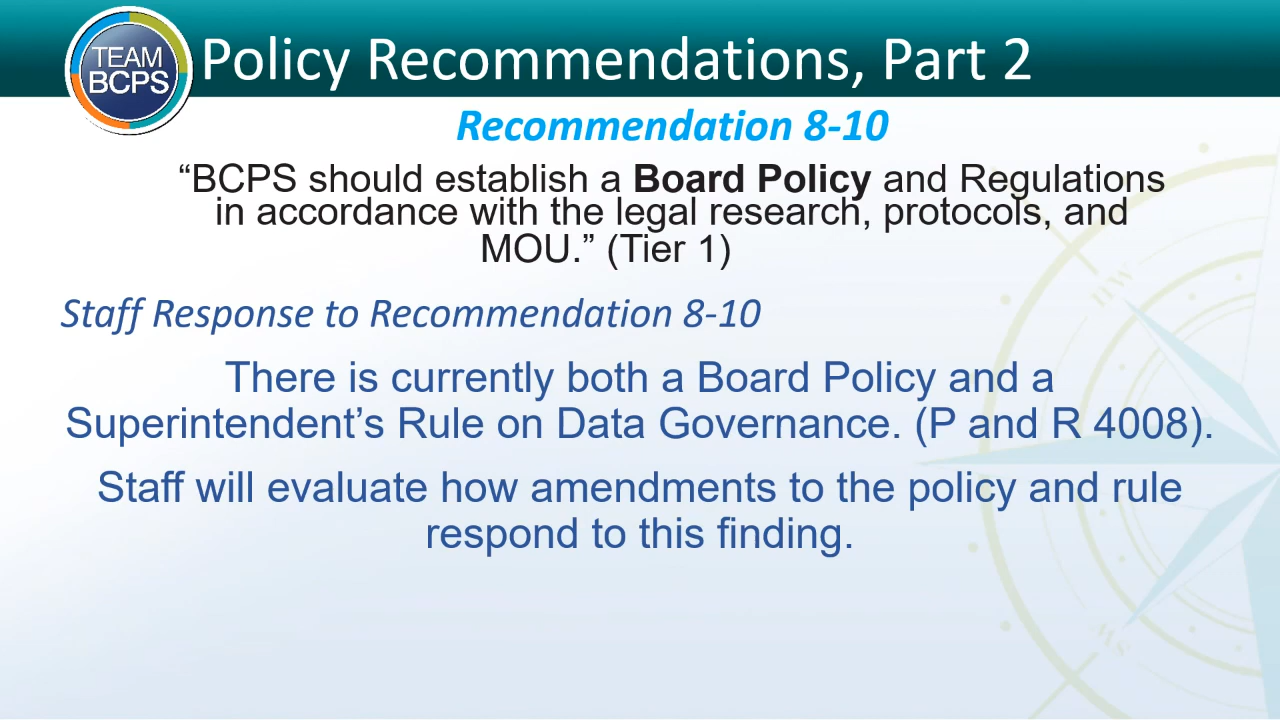 TEAM
BCPS
Policy Recommendations, Part 2
Recommendation 8-10
“BCPS should establish a Board Policy and Regulations
in accordance with the legal research, protocols, and
MOU.” (Tier 1)
Staff Response to Recommendation 8-10
There is currently both a Board Policy and a
Superintendent’s Rule on Data Governance. (P and R 4008).
Staff will evaluate how amendments to the policy and rule
respond to this finding.
NW
SW